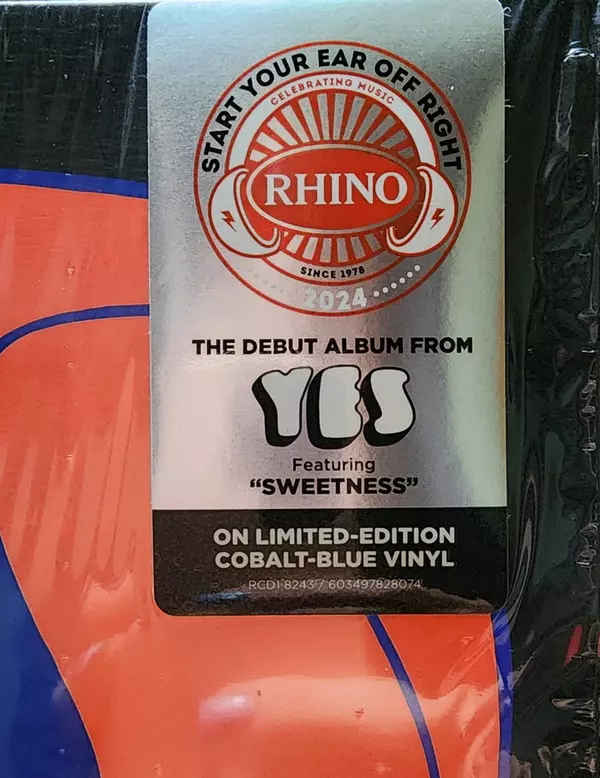 START YOUR EAR OFF RIGHT
CELEBRATING MUSIC
RHINO
SINCE 1978
2024
THE DEBUT ALBUM FROM
YES
Featuring
"SWEETNESS"
ON LIMITED-EDITION
COBALT-BLUE VINYL
RCD1 8243 / 603497828074